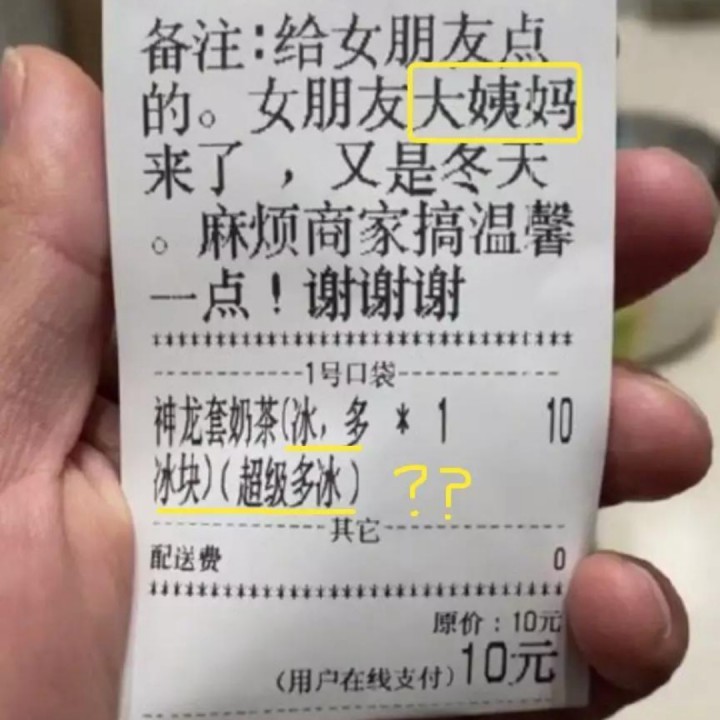 备注:给女朋友点
的。女朋友大姨妈
来了，又是冬天
。麻烦商家搞温馨
一点！谢谢谢
********************************
------------1号口袋------------
神龙套奶茶(冰，多 * 1 10
冰块)(超级多冰) ??
------------其它------------
配送费 0
********************************
原价：10元
(用户在线支付)10元